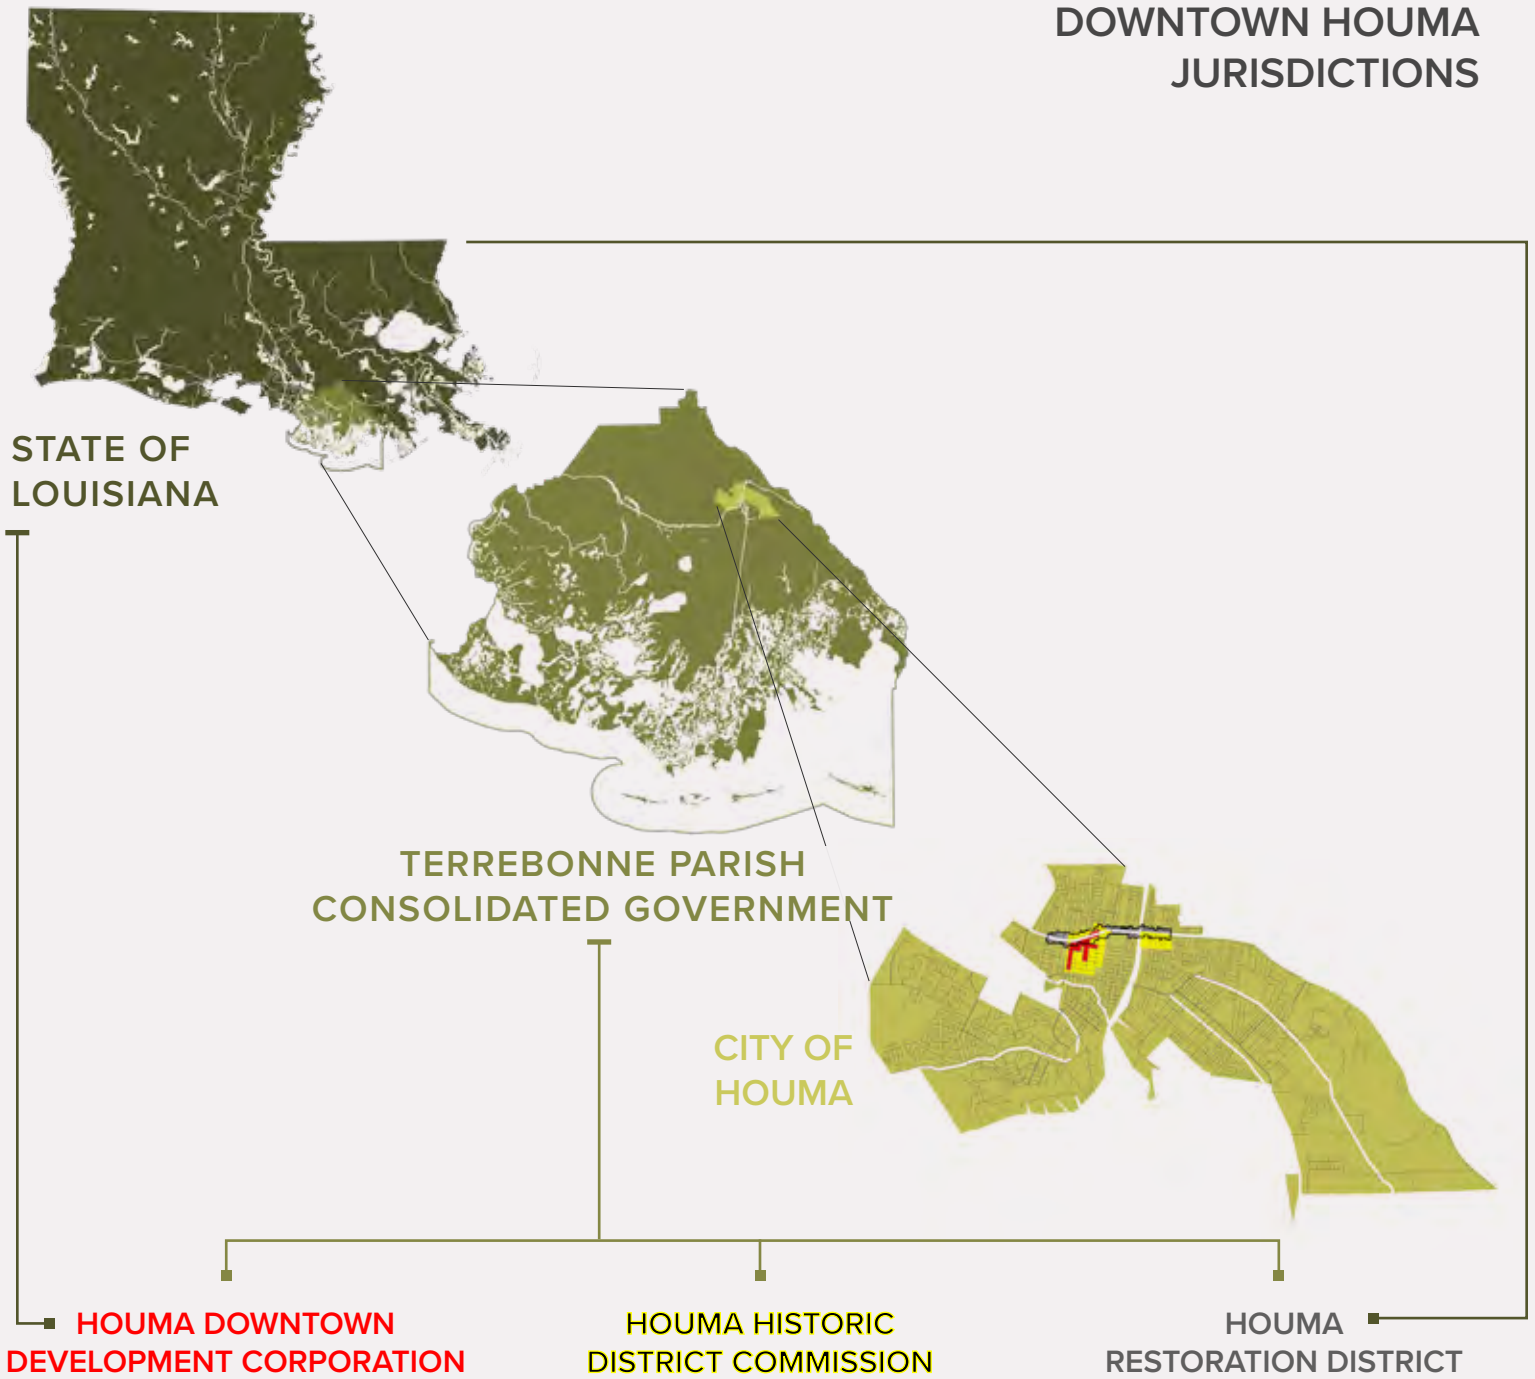 DOWNTOWN HOUMA
JURISDICTIONS
STATE OF
LOUISIANA
TERREBONNE PARISH
CONSOLIDATED GOVERNMENT
CITY OF
HOUMA
HOUMA DOWNTOWN
DEVELOPMENT CORPORATION
HOUMA HISTORIC
DISTRICT COMMISSION
HOUMA
RESTORATION DISTRICT